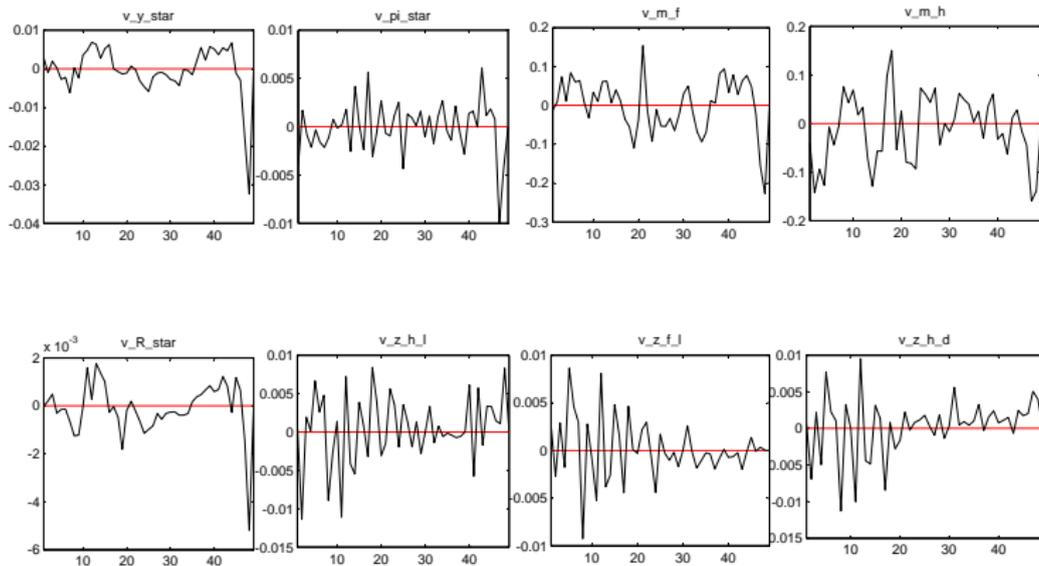 v_y_star v_pi_star v_m_f v_m_h
0.01 0.01 0.2 0.2
0 0.005 0.1 0.1
-0.01 0 0 0
-0.02 -0.005 -0.1 -0.1
-0.03 -0.01 -0.2 -0.2
-0.04 -0.3
10 20 30 40 10 20 30 40 10 20 30 40 10 20 30 40
x 10-3 v_R_star v_z_h_l v_z_f_l v_z_h_d
2 0.01 0.01 0.01
0 0.005 0.005 0.005
-2 0 0 0
-4 -0.005 0.005 0.005
-6 -0.01 -0.01 -0.01
-0.015 0.015
10 20 30 40 10 20 30 40 10 20 30 40 10 20 30 40